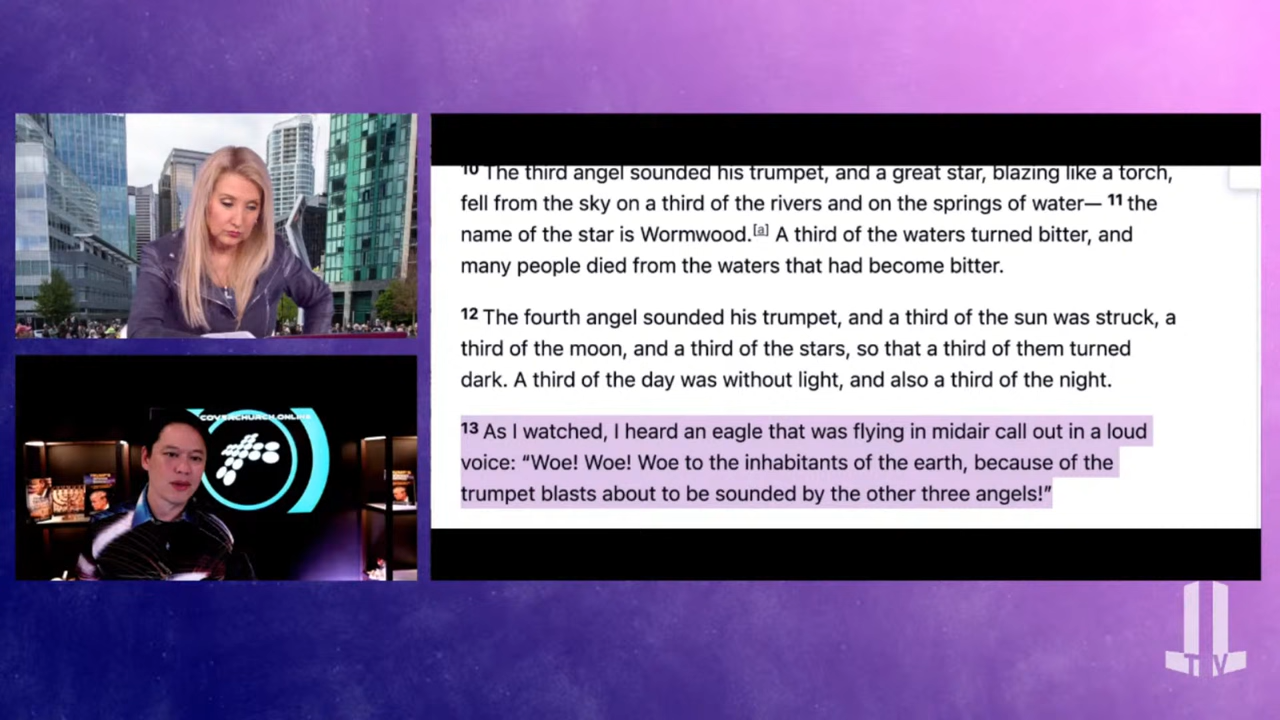 COVERCHURCH.ONLINE
10 The third angel sounded his trumpet, and a great star, blazing like a torch,
fell from the sky on a third of the rivers and on the springs of water— 11 the
name of the star is Wormwood.[a] A third of the waters turned bitter, and
many people died from the waters that had become bitter.
12 The fourth angel sounded his trumpet, and a third of the sun was struck, a
third of the moon, and a third of the stars, so that a third of them turned
dark. A third of the day was without light, and also a third of the night.
13 As I watched, I heard an eagle that was flying in midair call out in a loud
voice: “Woe! Woe! Woe to the inhabitants of the earth, because of the
trumpet blasts about to be sounded by the other three angels!”